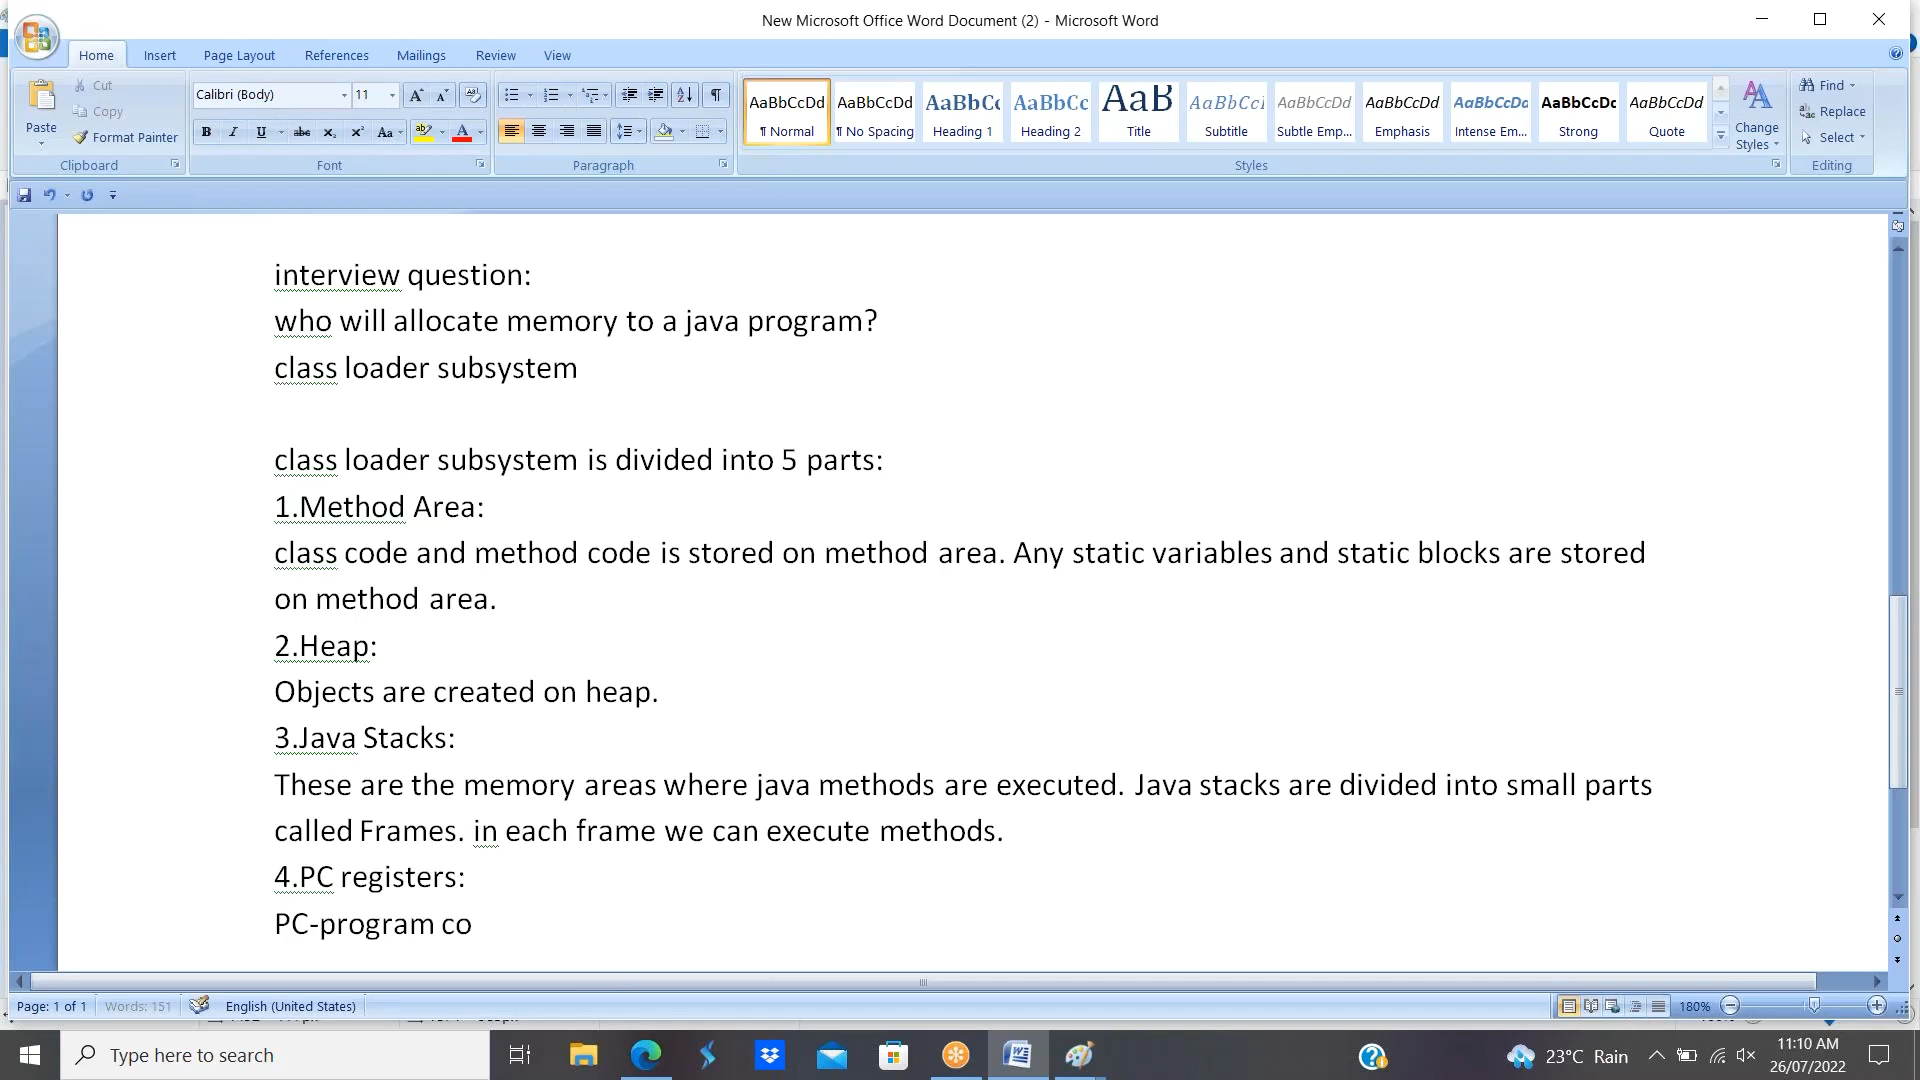 New Microsoft Office Word Document (2) - Microsoft Word
Home Insert Page Layout References Mailings Review View
Paste
Cut
Copy
Format Painter
Clipboard
Calibri (Body) 11
Font
Paragraph
AaBbCcDd AaBbCcDd AaBbCc AaBbCc AaB AaBbCcI AaBbCcDd AaBbCcDd AaBbCcDd AaBbCcDc AaBbCcDd
¶ Normal ¶ No Spacing Heading 1 Heading 2 Title Subtitle Subtle Emp... Emphasis Intense Em... Strong Quote
Styles
Change Styles
Find
Replace
Select
Editing
interview question:
who will allocate memory to a java program?
class loader subsystem
class loader subsystem is divided into 5 parts:
1.Method Area:
class code and method code is stored on method area. Any static variables and static blocks are stored
on method area.
2.Heap:
Objects are created on heap.
3.Java Stacks:
These are the memory areas where java methods are executed. Java stacks are divided into small parts
called Frames. in each frame we can execute methods.
4.PC registers:
PC-program co
Page: 1 of 1 Words: 151 English (United States) 180%
Type here to search
23°C Rain
11:10 AM
26/07/2022